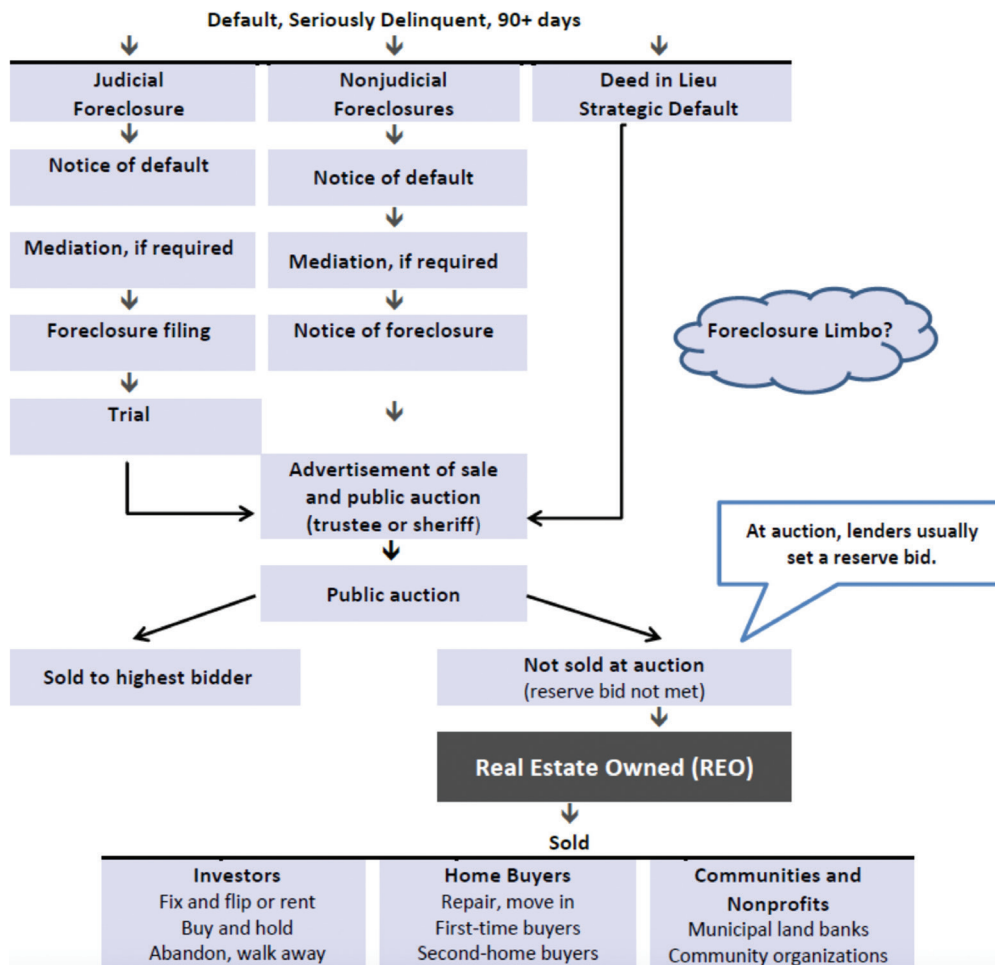 Default, Seriously Delinquent, 90+ days
Judicial
Foreclosure
Nonjudicial
Foreclosures
Deed in Lieu
Strategic Default
Notice of default
Notice of default
Mediation, if required
Mediation, if required
Foreclosure filing
Notice of foreclosure
Foreclosure Limbo?
Trial
Advertisement of sale
and public auction
(trustee or sheriff)
At auction, lenders usually
set a reserve bid.
Public auction
Sold to highest bidder
Not sold at auction
(reserve bid not met)
Real Estate Owned (REO)
Sold
Investors
Fix and flip or rent
Buy and hold
Abandon, walk away
Home Buyers
Repair, move in
First-time buyers
Second-home buyers
Communities and
Nonprofits
Municipal land banks
Community organizations